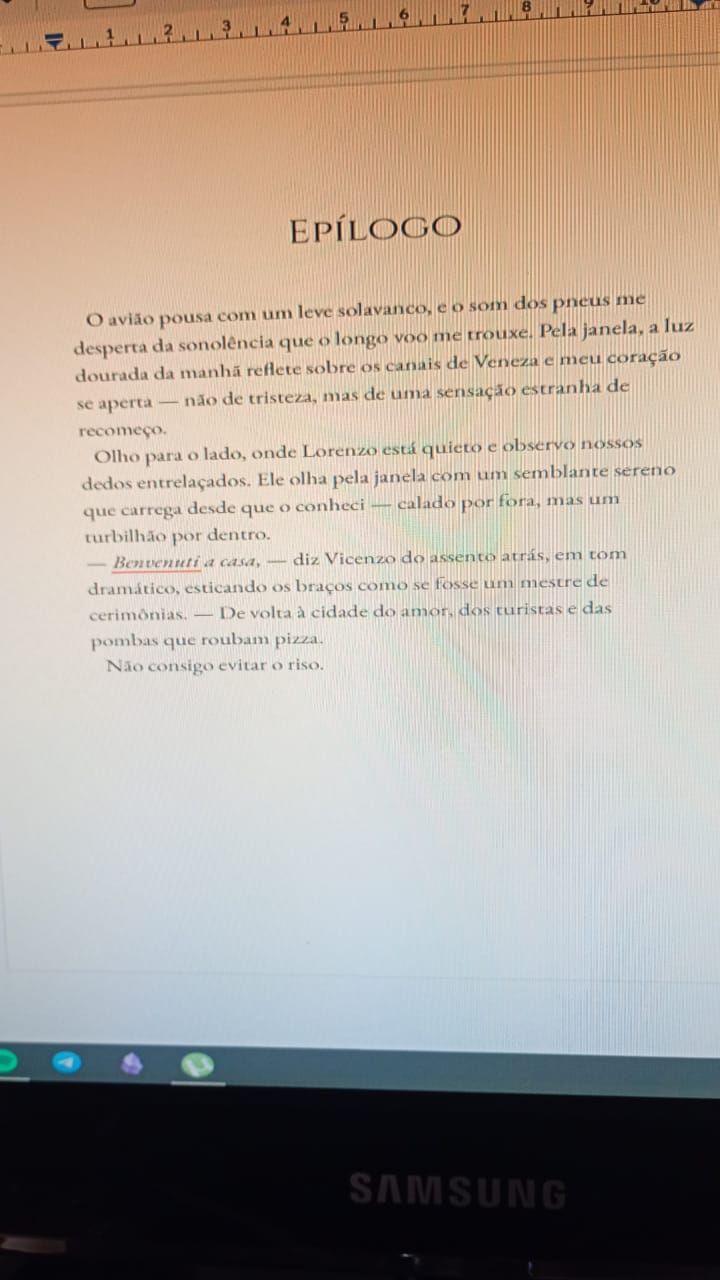 1 2 3 4 5 6 7 8 9 10
EPÍLOGO
O avião pousa com um leve solavanco, e o som dos pneus me
desperta da sonolência que o longo voo me trouxe. Pela janela, a luz
dourada da manhã reflete sobre os canais de Veneza e meu coração
se aperta — não de tristeza, mas de uma sensação estranha de
recomeço.
Olho para o lado, onde Lorenzo está quieto e observo nossos
dedos entrelaçados. Ele olha pela janela com um semblante sereno
que carrega desde que o conheci — calado por fora, mas um
turbilhão por dentro.
— Benvenuti a casa, — diz Vicenzo do assento atrás, em tom
dramático, esticando os braços como se fosse um mestre de
cerimônias. — De volta à cidade do amor, dos turistas e das
pombas que roubam pizza.
Não consigo evitar o riso.
SAMSUNG